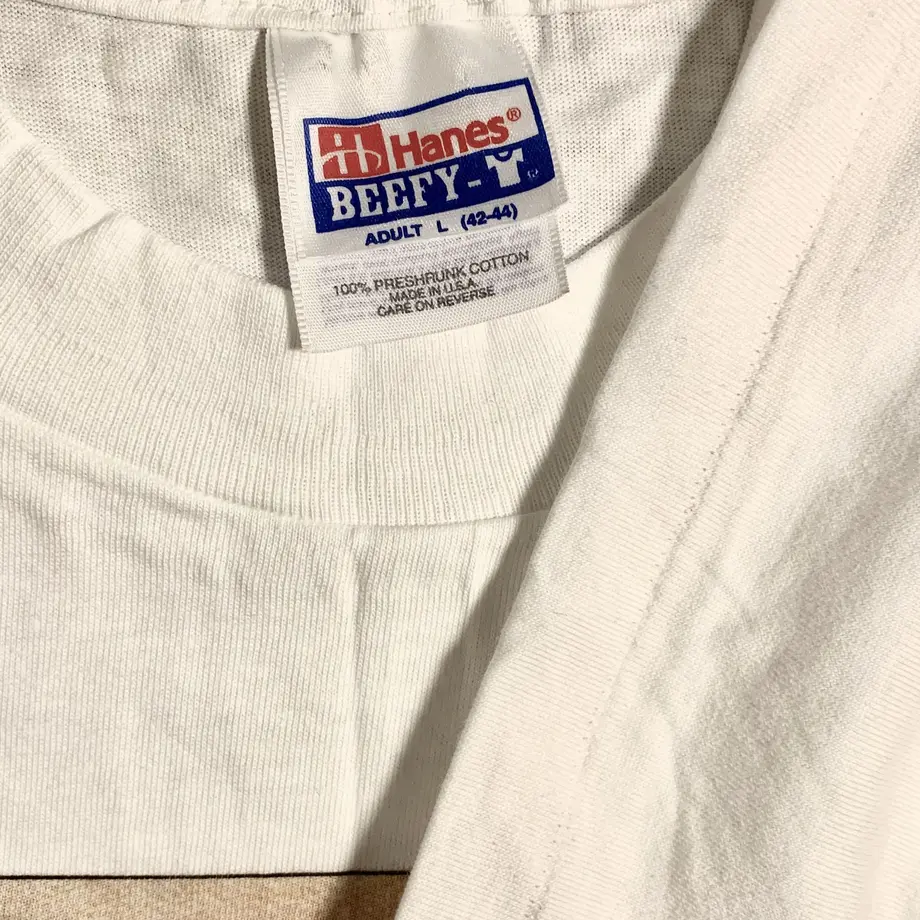 Hanes®
BEEFY-T®
ADULT L (42-44)
100% PRESHRUNK COTTON
MADE IN U.S.A.
CARE ON REVERSE